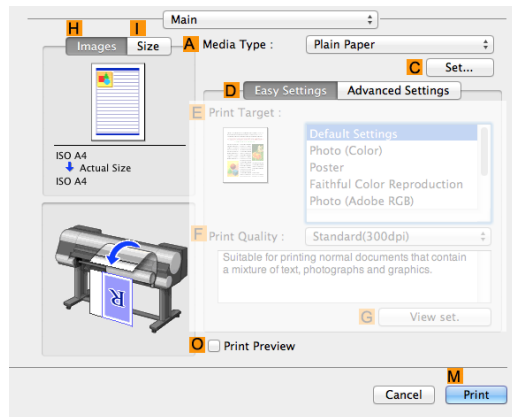 Main
H
I
Images
Size
A
Media Type :
Plain Paper
C
Set...
D
Easy Settings
Advanced Settings
E
Print Target :
Default Settings
Photo (Color)
Poster
Faithful Color Reproduction
Photo (Adobe RGB)
ISO A4
Actual Size
ISO A4
F
Print Quality :
Standard(300dpi)
Suitable for printing normal documents that contain
a mixture of text, photographs and graphics.
R
G
View set.
O
Print Preview
M
Cancel
Print